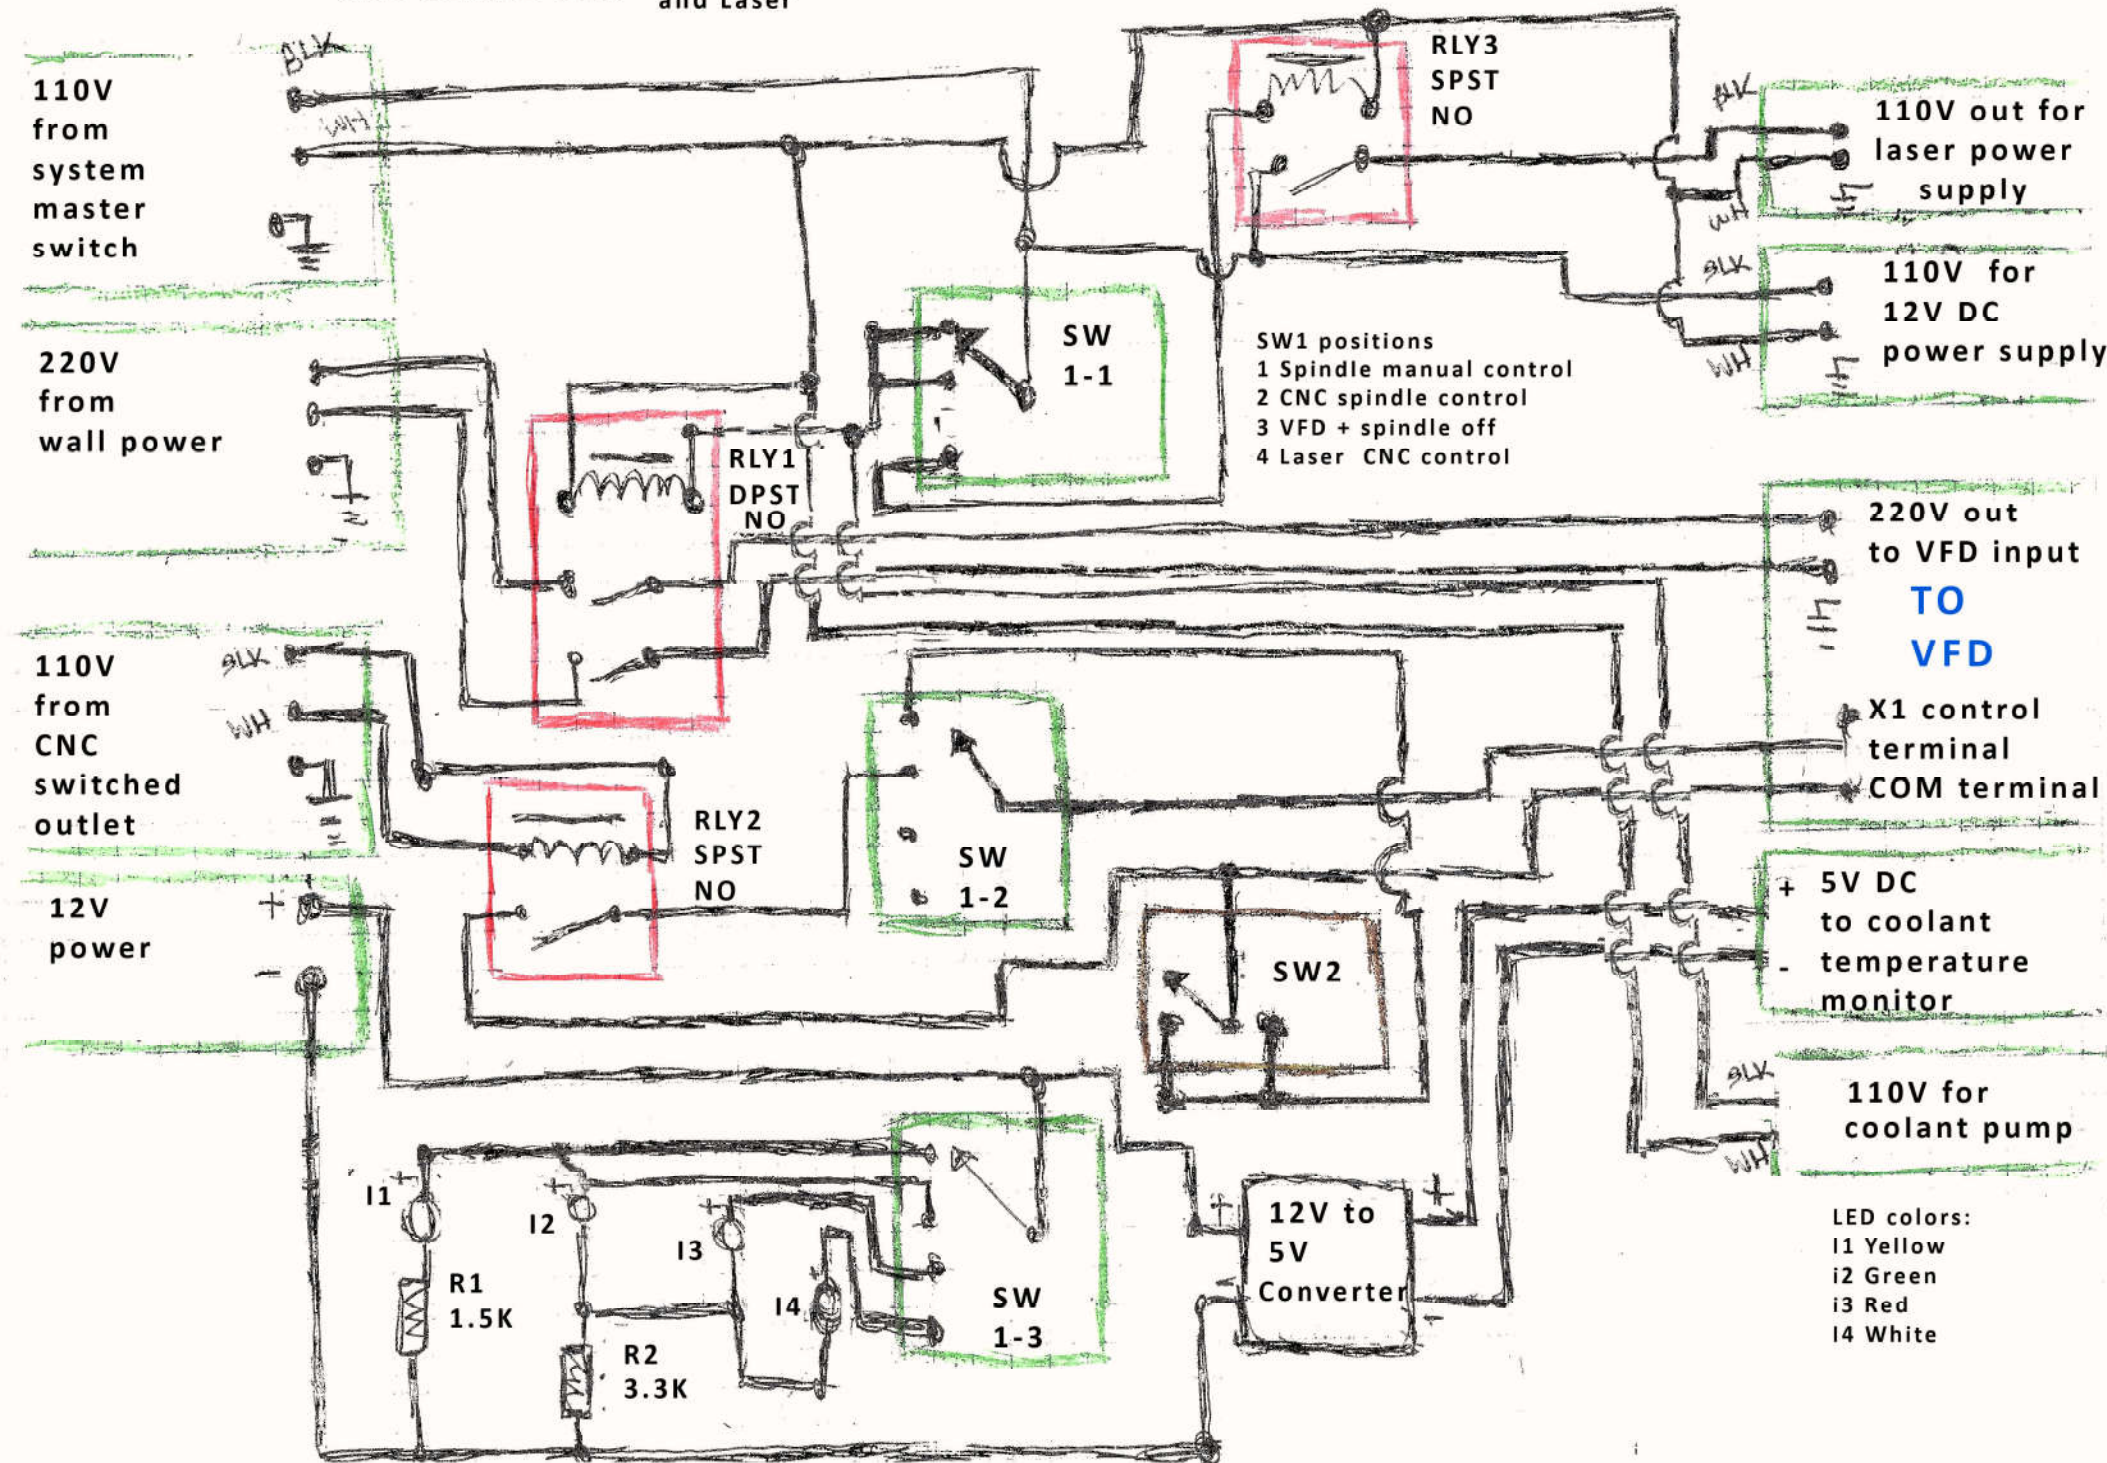 and Laser
BLK
110V
from
system
master
switch
WH
220V
from
wall power
110V
from
CNC
switched
outlet
BLK
WH
12V
power
+
-
RLY3
SPST
NO
SW
1-1
SW1 positions
1 Spindle manual control
2 CNC spindle control
3 VFD + spindle off
4 Laser CNC control
RLY1
DPST
NO
RLY2
SPST
NO
SW
1-2
SW2
I1
+
I2
+
I3
+
I4
+
R1
1.5K
R2
3.3K
SW
1-3
12V to
5V
Converter
+
-
+
-
BLK
110V out for
laser power
supply
WH
BLK
110V for
12V DC
power supply
WH
220V out
to VFD input
TO
VFD
X1 control
terminal
COM terminal
+ 5V DC
to coolant
temperature
- monitor
BLK
110V for
coolant pump
WH
LED colors:
I1 Yellow
i2 Green
i3 Red
I4 White